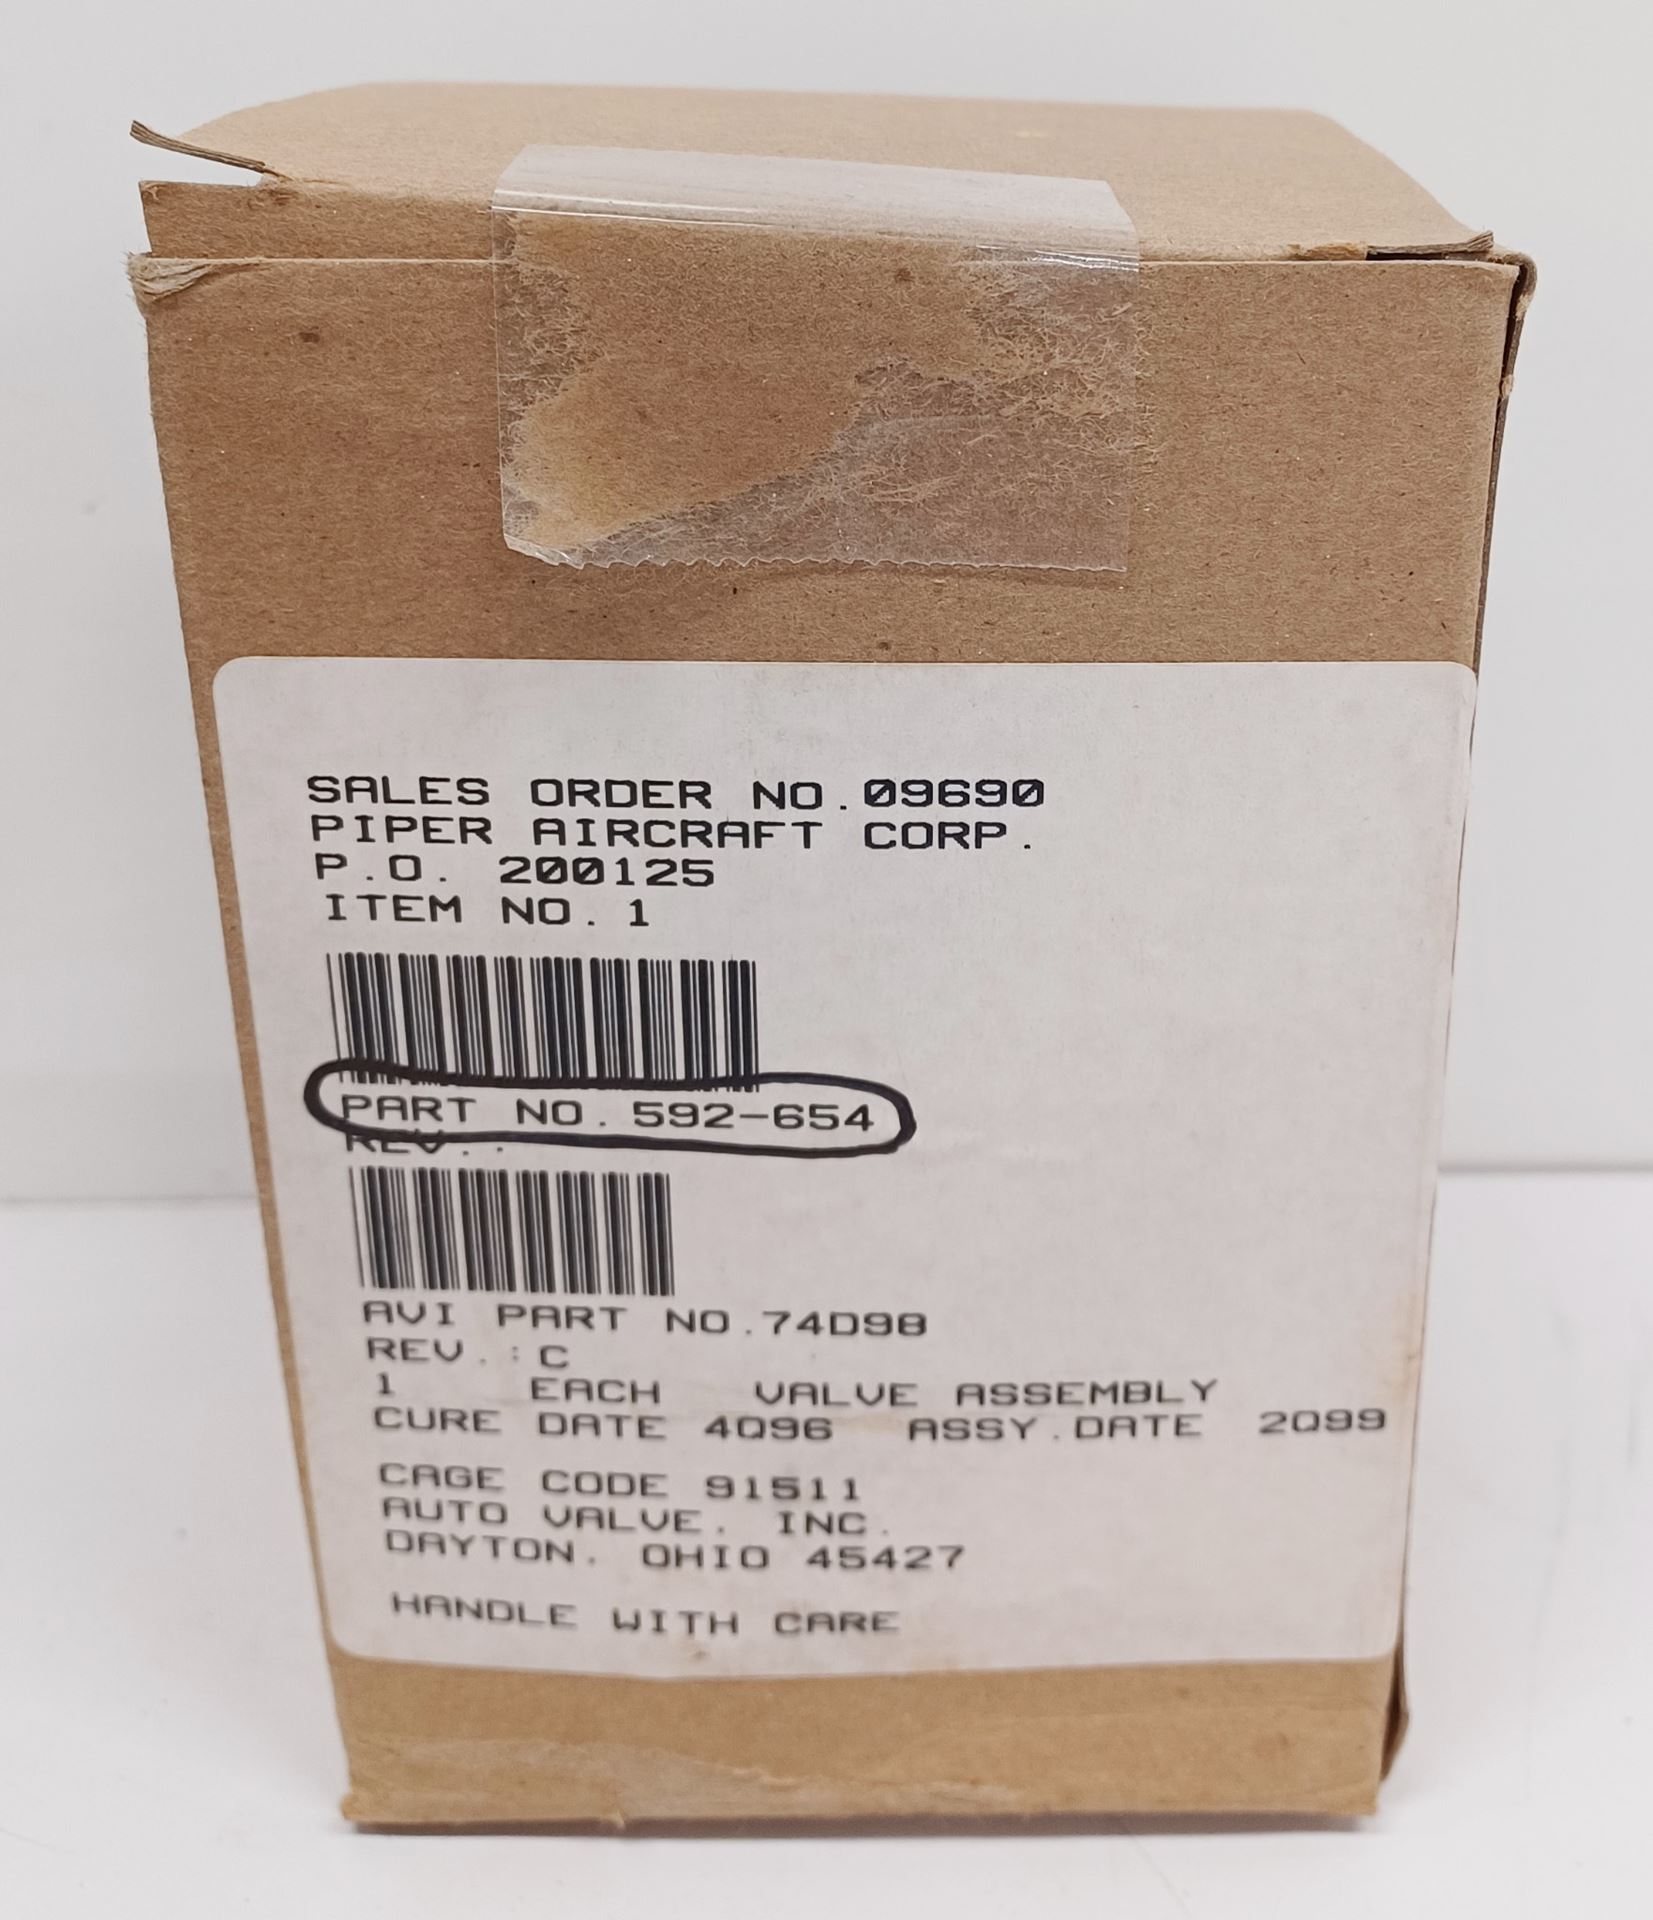 SALES ORDER NO.09690
PIPER AIRCRAFT CORP.
P.O. 200125
ITEM NO. 1
PART NO. 592-654
REV.:
AVI PART NO.74D98
REV.:C
1 EACH VALVE ASSEMBLY
CURE DATE 4Q96 ASSY.DATE 2Q99
CAGE CODE 91511
AUTO VALVE, INC.
DAYTON, OHIO 45427
HANDLE WITH CARE